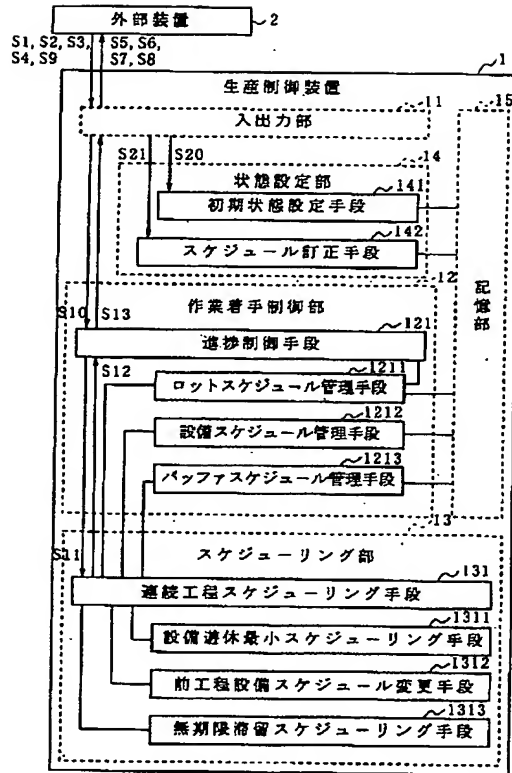 外部装置
2
S1, S2, S3,
S4, S9
S5, S6,
S7, S8
1
生産制御装置
11
15
入出力部
S21
S20
14
状態設定部
141
初期状態設定手段
142
スケジュール訂正手段
12
作業着手制御部
S10
S13
121
進捗制御手段
S12
1211
ロットスケジュール管理手段
1212
設備スケジュール管理手段
1213
バッファスケジュール管理手段
記憶部
13
スケジューリング部
S11
131
連続工程スケジューリング手段
1311
設備遊休最小スケジューリング手段
1312
前工程設備スケジュール変更手段
1313
無期限滞留スケジューリング手段